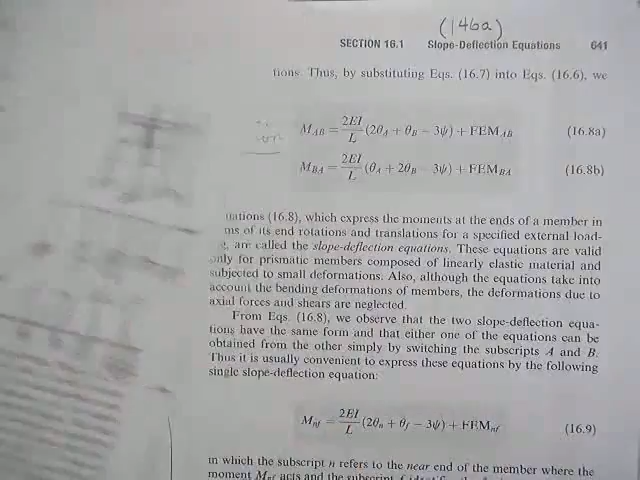 (146a)
SECTION 16.1 Slope-Deflection Equations 641
tions. Thus, by substituting Eqs. (16.7) into Eqs. (16.6), we
M_AB = 2EI/L (2θ_A + θ_B − 3ψ) + FEM_AB (16.8a)
M_BA = 2EI/L (θ_A + 2θ_B − 3ψ) + FEM_BA (16.8b)
uations (16.8), which express the moments at the ends of a member in
ms of its end rotations and translations for a specified external load-
g, are called the slope-deflection equations. These equations are valid
only for prismatic members composed of linearly elastic material and
subjected to small deformations. Also, although the equations take into
account the bending deformations of members, the deformations due to
axial forces and shears are neglected.
From Eqs. (16.8), we observe that the two slope-deflection equa-
tions have the same form and that either one of the equations can be
obtained from the other simply by switching the subscripts A and B.
Thus it is usually convenient to express these equations by the following
single slope-deflection equation:
M_nf = 2EI/L (2θ_n + θ_f − 3ψ) + FEM_nf (16.9)
in which the subscript n refers to the near end of the member where the
moment M_nf acts and the subscript f